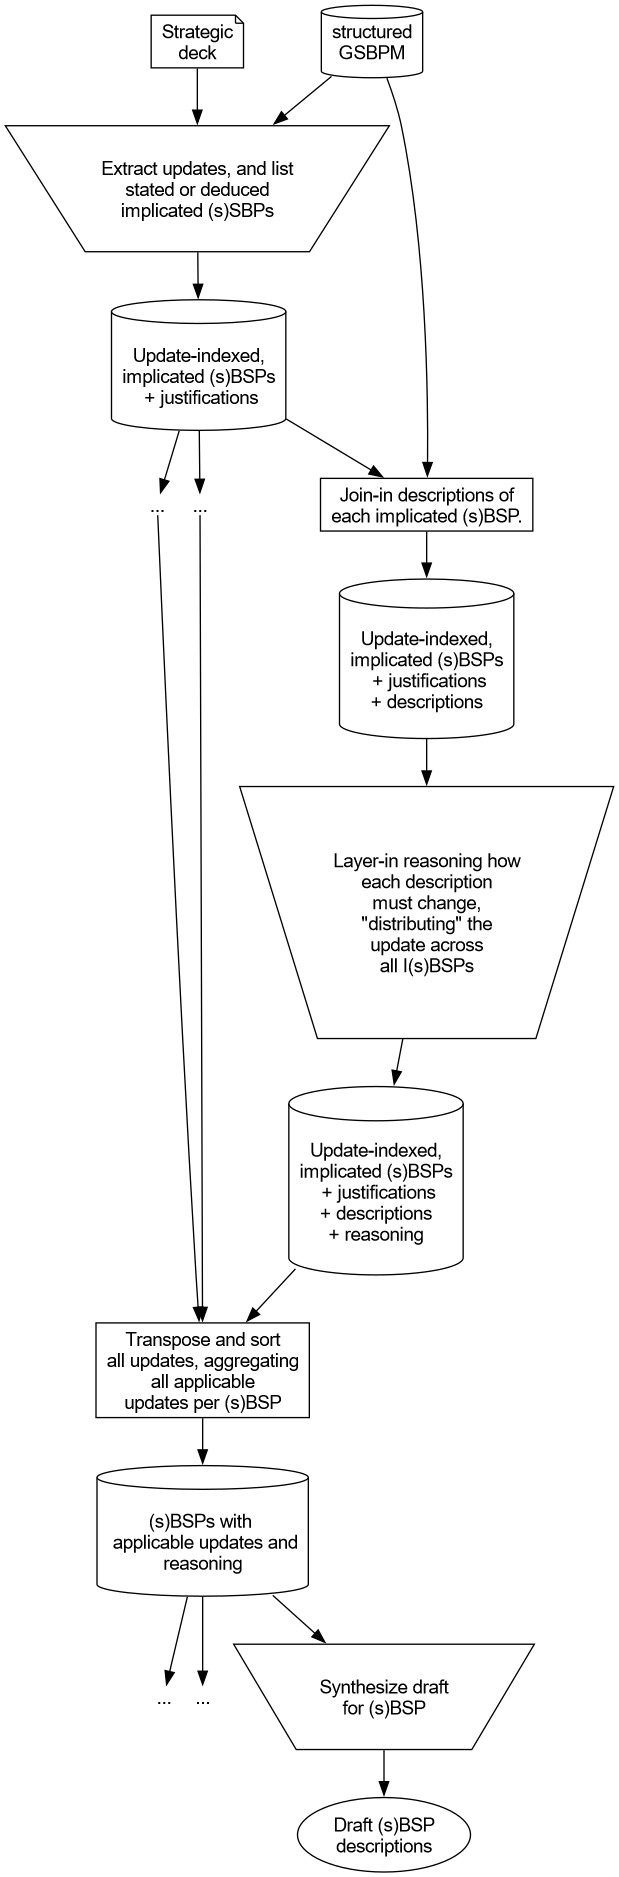 Strategic
deck
structured
GSBPM
Extract updates, and list
stated or deduced
implicated (s)SBPs
Update-indexed,
implicated (s)BSPs
+ justifications
...
...
Join-in descriptions of
each implicated (s)BSP.
Update-indexed,
implicated (s)BSPs
+ justifications
+ descriptions
Layer-in reasoning how
each description
must change,
"distributing" the
update across
all I(s)BSPs
Update-indexed,
implicated (s)BSPs
+ justifications
+ descriptions
+ reasoning
Transpose and sort
all updates, aggregating
all applicable
updates per (s)BSP
(s)BSPs with
applicable updates and
reasoning
...
...
Synthesize draft
for (s)BSP
Draft (s)BSP
descriptions